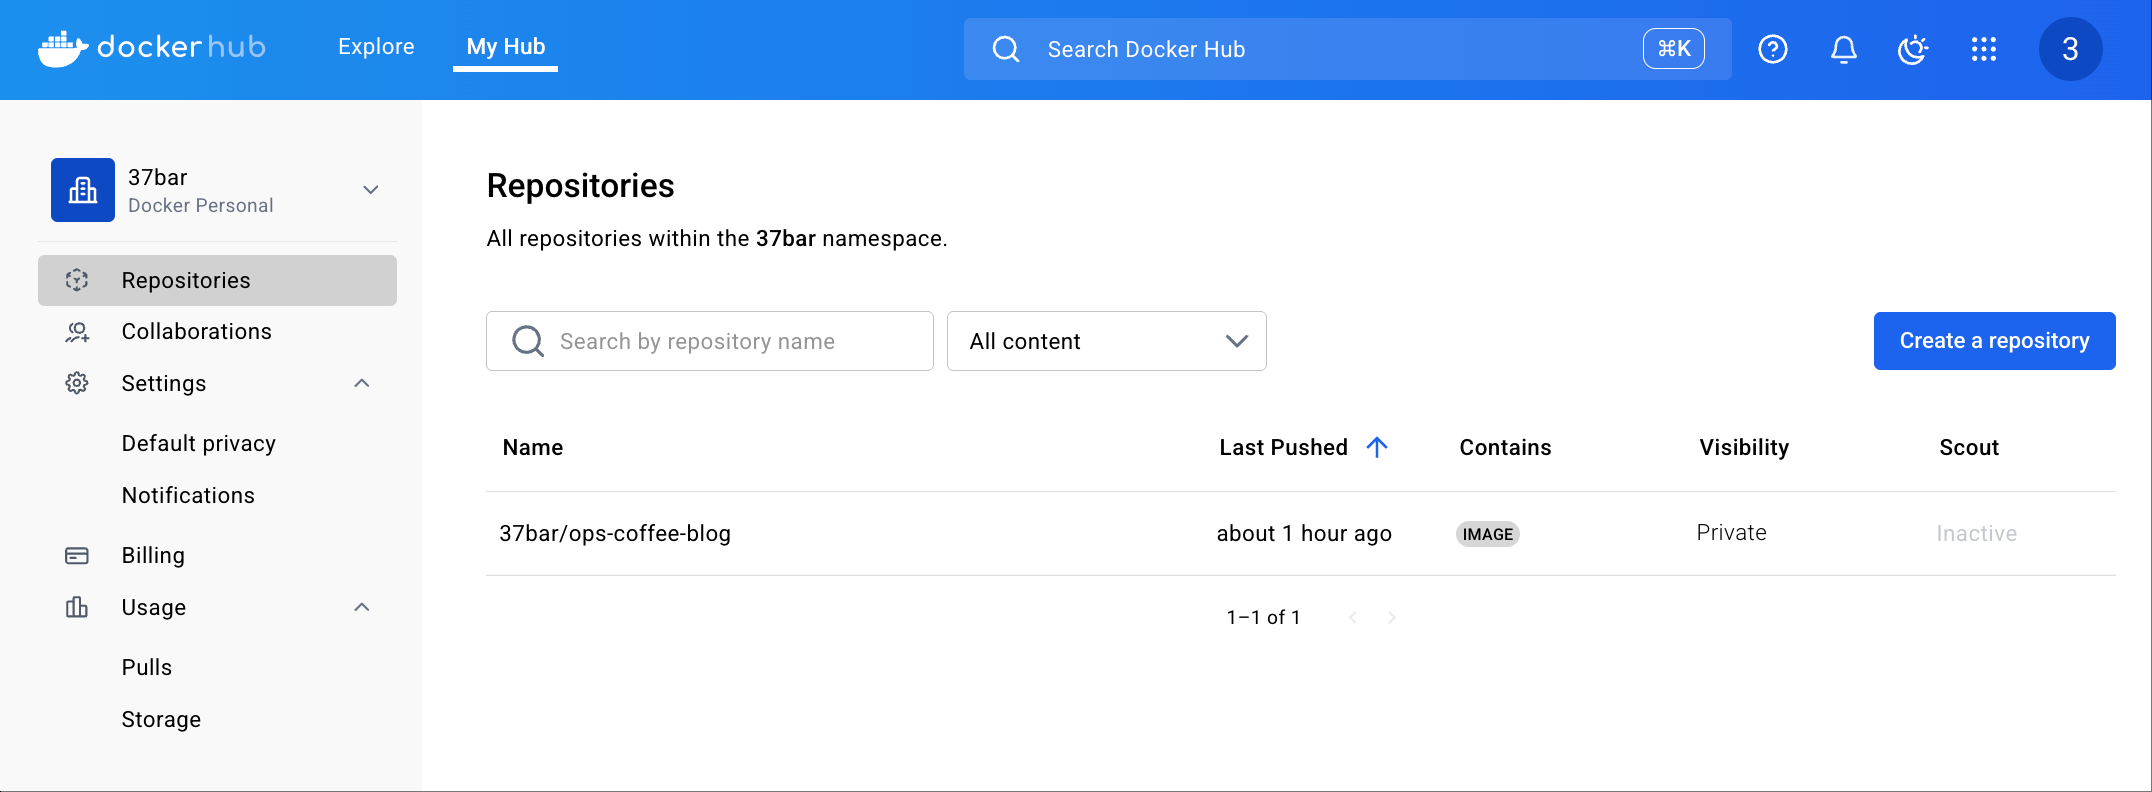 dockerhub
Explore
My Hub
Search Docker Hub
⌘K
3
37bar
Docker Personal
Repositories
Collaborations
Settings
Default privacy
Notifications
Billing
Usage
Pulls
Storage
Repositories
All repositories within the 37bar namespace.
Search by repository name
All content
Create a repository
Name Last Pushed Contains Visibility Scout
37bar/ops-coffee-blog about 1 hour ago IMAGE Private Inactive
1–1 of 1